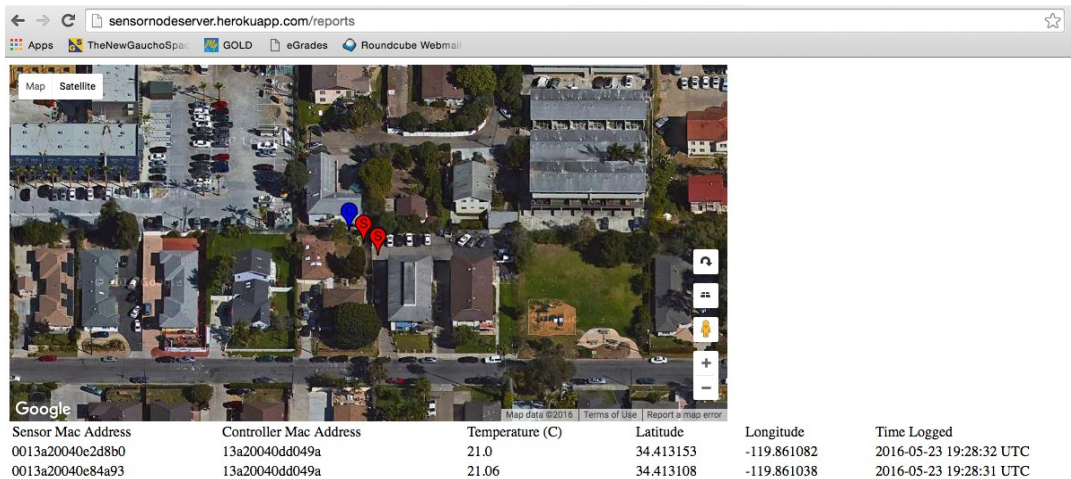 sensornodeserver.herokuapp.com/reports
Apps TheNewGauchoSpac GOLD eGrades Roundcube Webmail
Map Satellite
S
S
Google
Map data ©2016 Terms of Use Report a map error
Sensor Mac Address Controller Mac Address Temperature (C) Latitude Longitude Time Logged
0013a20040e2d8b0 13a20040dd049a 21.0 34.413153 -119.861082 2016-05-23 19:28:32 UTC
0013a20040e84a93 13a20040dd049a 21.06 34.413108 -119.861038 2016-05-23 19:28:31 UTC